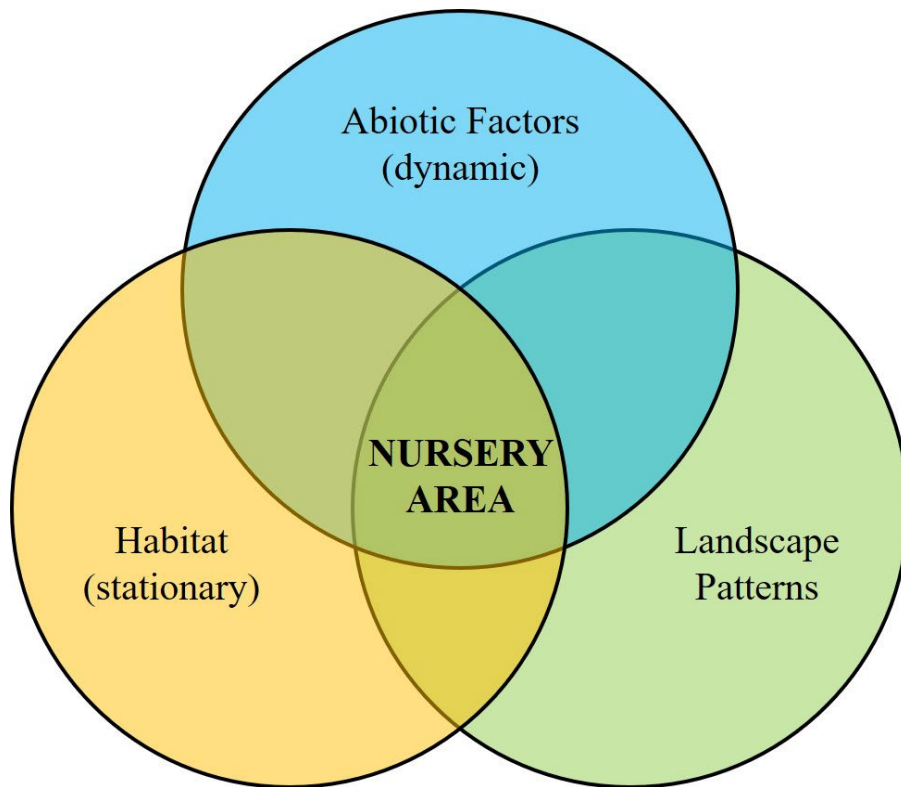 Abiotic Factors
(dynamic)
NURSERY
AREA
Habitat
(stationary)
Landscape
Patterns